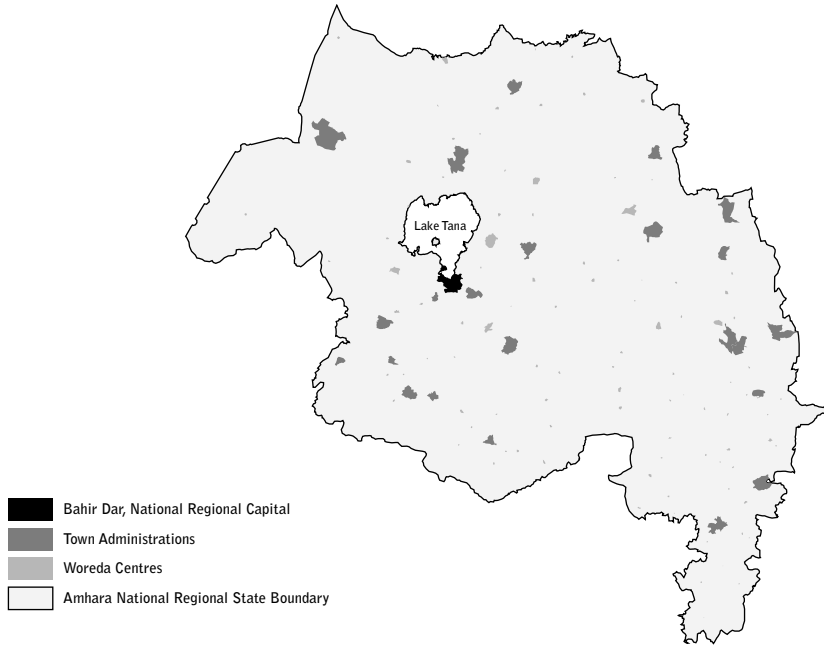 Lake Tana
Bahir Dar, National Regional Capital
Town Administrations
Woreda Centres
Amhara National Regional State Boundary